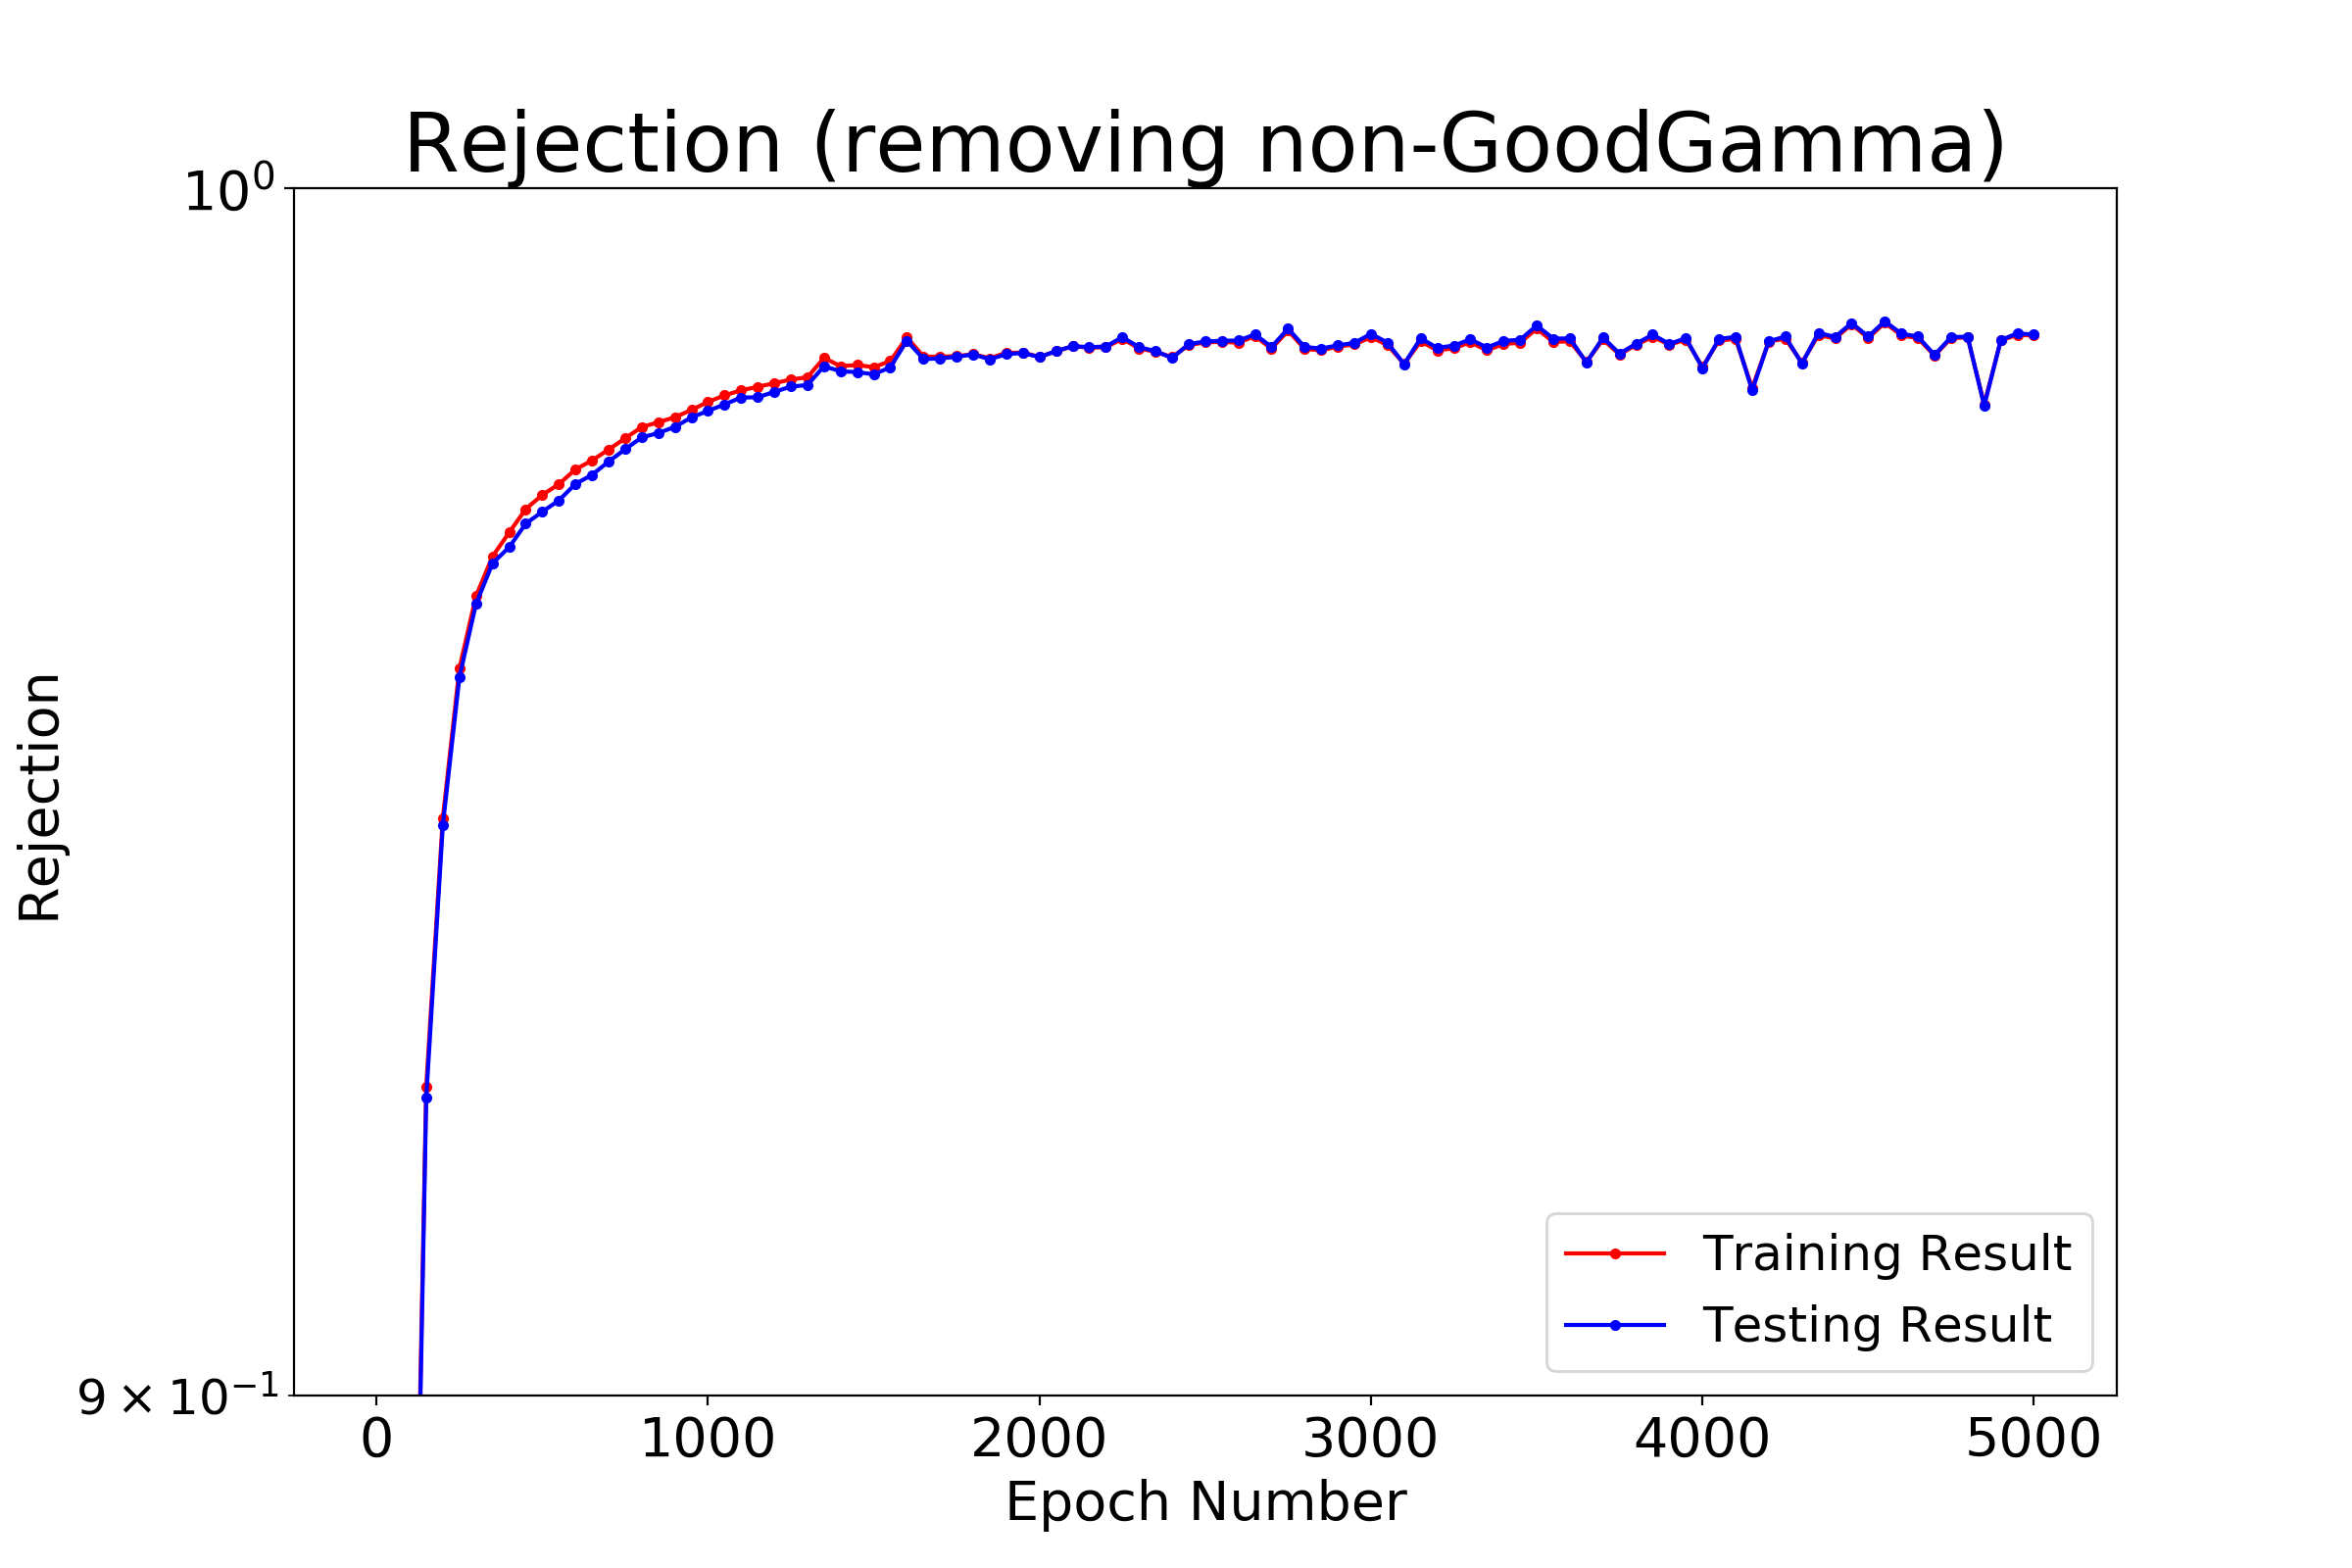 Rejection (removing non-GoodGamma)
10⁰
Rejection
9 × 10⁻¹
Training Result
Testing Result
0 1000 2000 3000 4000 5000
Epoch Number